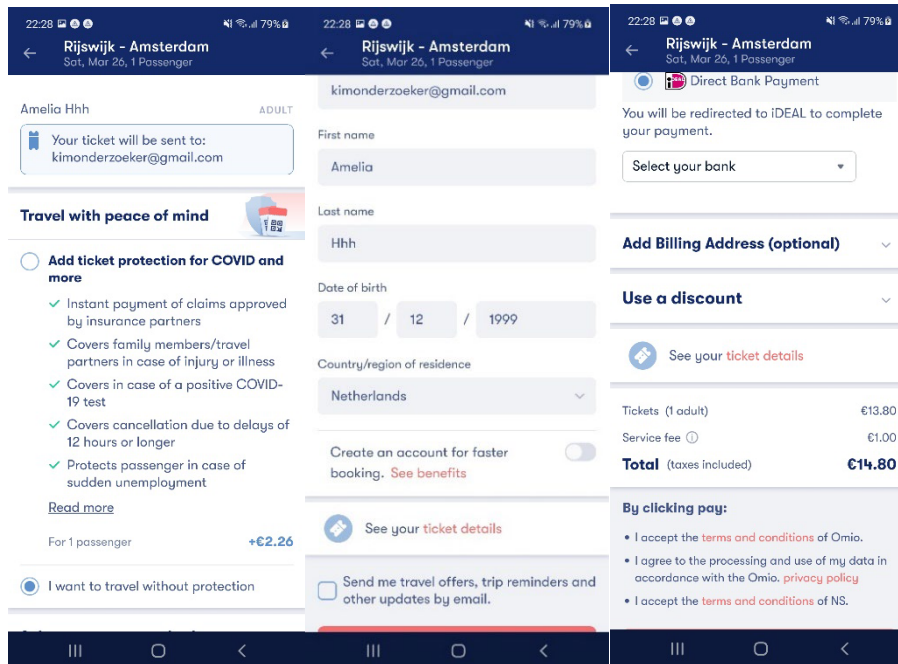 22:28 79%
Rijswijk - Amsterdam
Sat, Mar 26, 1 Passenger
Amelia Hhh ADULT
Your ticket will be sent to:
kimonderzoeker@gmail.com
Travel with peace of mind
Add ticket protection for COVID and
more
Instant payment of claims approved
by insurance partners
Covers family members/travel
partners in case of injury or illness
Covers in case of a positive COVID-
19 test
Covers cancellation due to delays of
12 hours or longer
Protects passenger in case of
sudden unemployment
Read more
For 1 passenger +€2.26
I want to travel without protection
22:28 79%
Rijswijk - Amsterdam
Sat, Mar 26, 1 Passenger
kimonderzoeker@gmail.com
First name
Amelia
Last name
Hhh
Date of birth
31 / 12 / 1999
Country/region of residence
Netherlands
Create an account for faster
booking. See benefits
See your ticket details
Send me travel offers, trip reminders and
other updates by email.
22:28 79%
Rijswijk - Amsterdam
Sat, Mar 26, 1 Passenger
iDEAL Direct Bank Payment
You will be redirected to iDEAL to complete
your payment.
Select your bank
Add Billing Address (optional)
Use a discount
See your ticket details
Tickets (1 adult) €13.80
Service fee €1.00
Total (taxes included) €14.80
By clicking pay:
• I accept the terms and conditions of Omio.
• I agree to the processing and use of my data in
accordance with the Omio. privacy policy
• I accept the terms and conditions of NS.